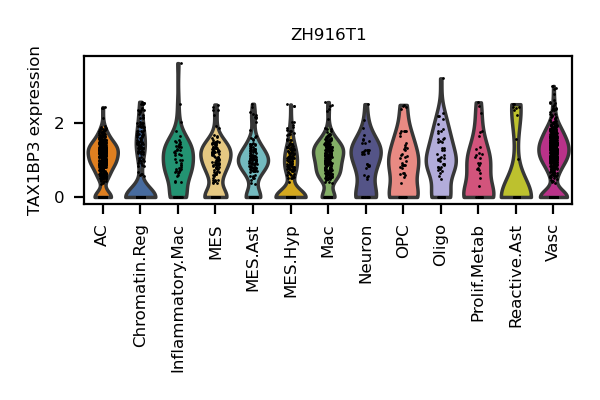 ZH916T1
TAX1BP3 expression
2
0
AC
Chromatin.Reg
Inflammatory.Mac
MES
MES.Ast
MES.Hyp
Mac
Neuron
OPC
Oligo
Prolif.Metab
Reactive.Ast
Vasc